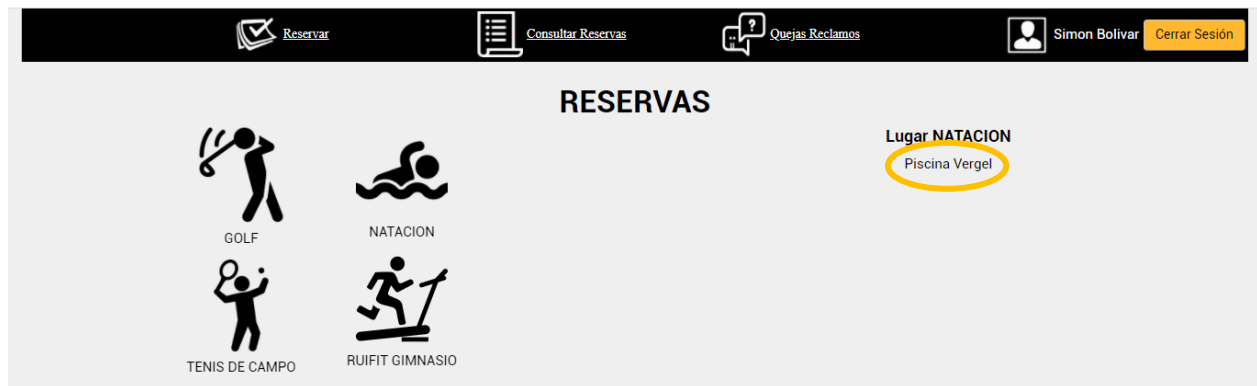 Reservar
Consultar Reservas
Quejas Reclamos
Simon Bolivar
Cerrar Sesión
RESERVAS
Lugar NATACION
Piscina Vergel
GOLF
NATACION
TENIS DE CAMPO
RUIFIT GIMNASIO